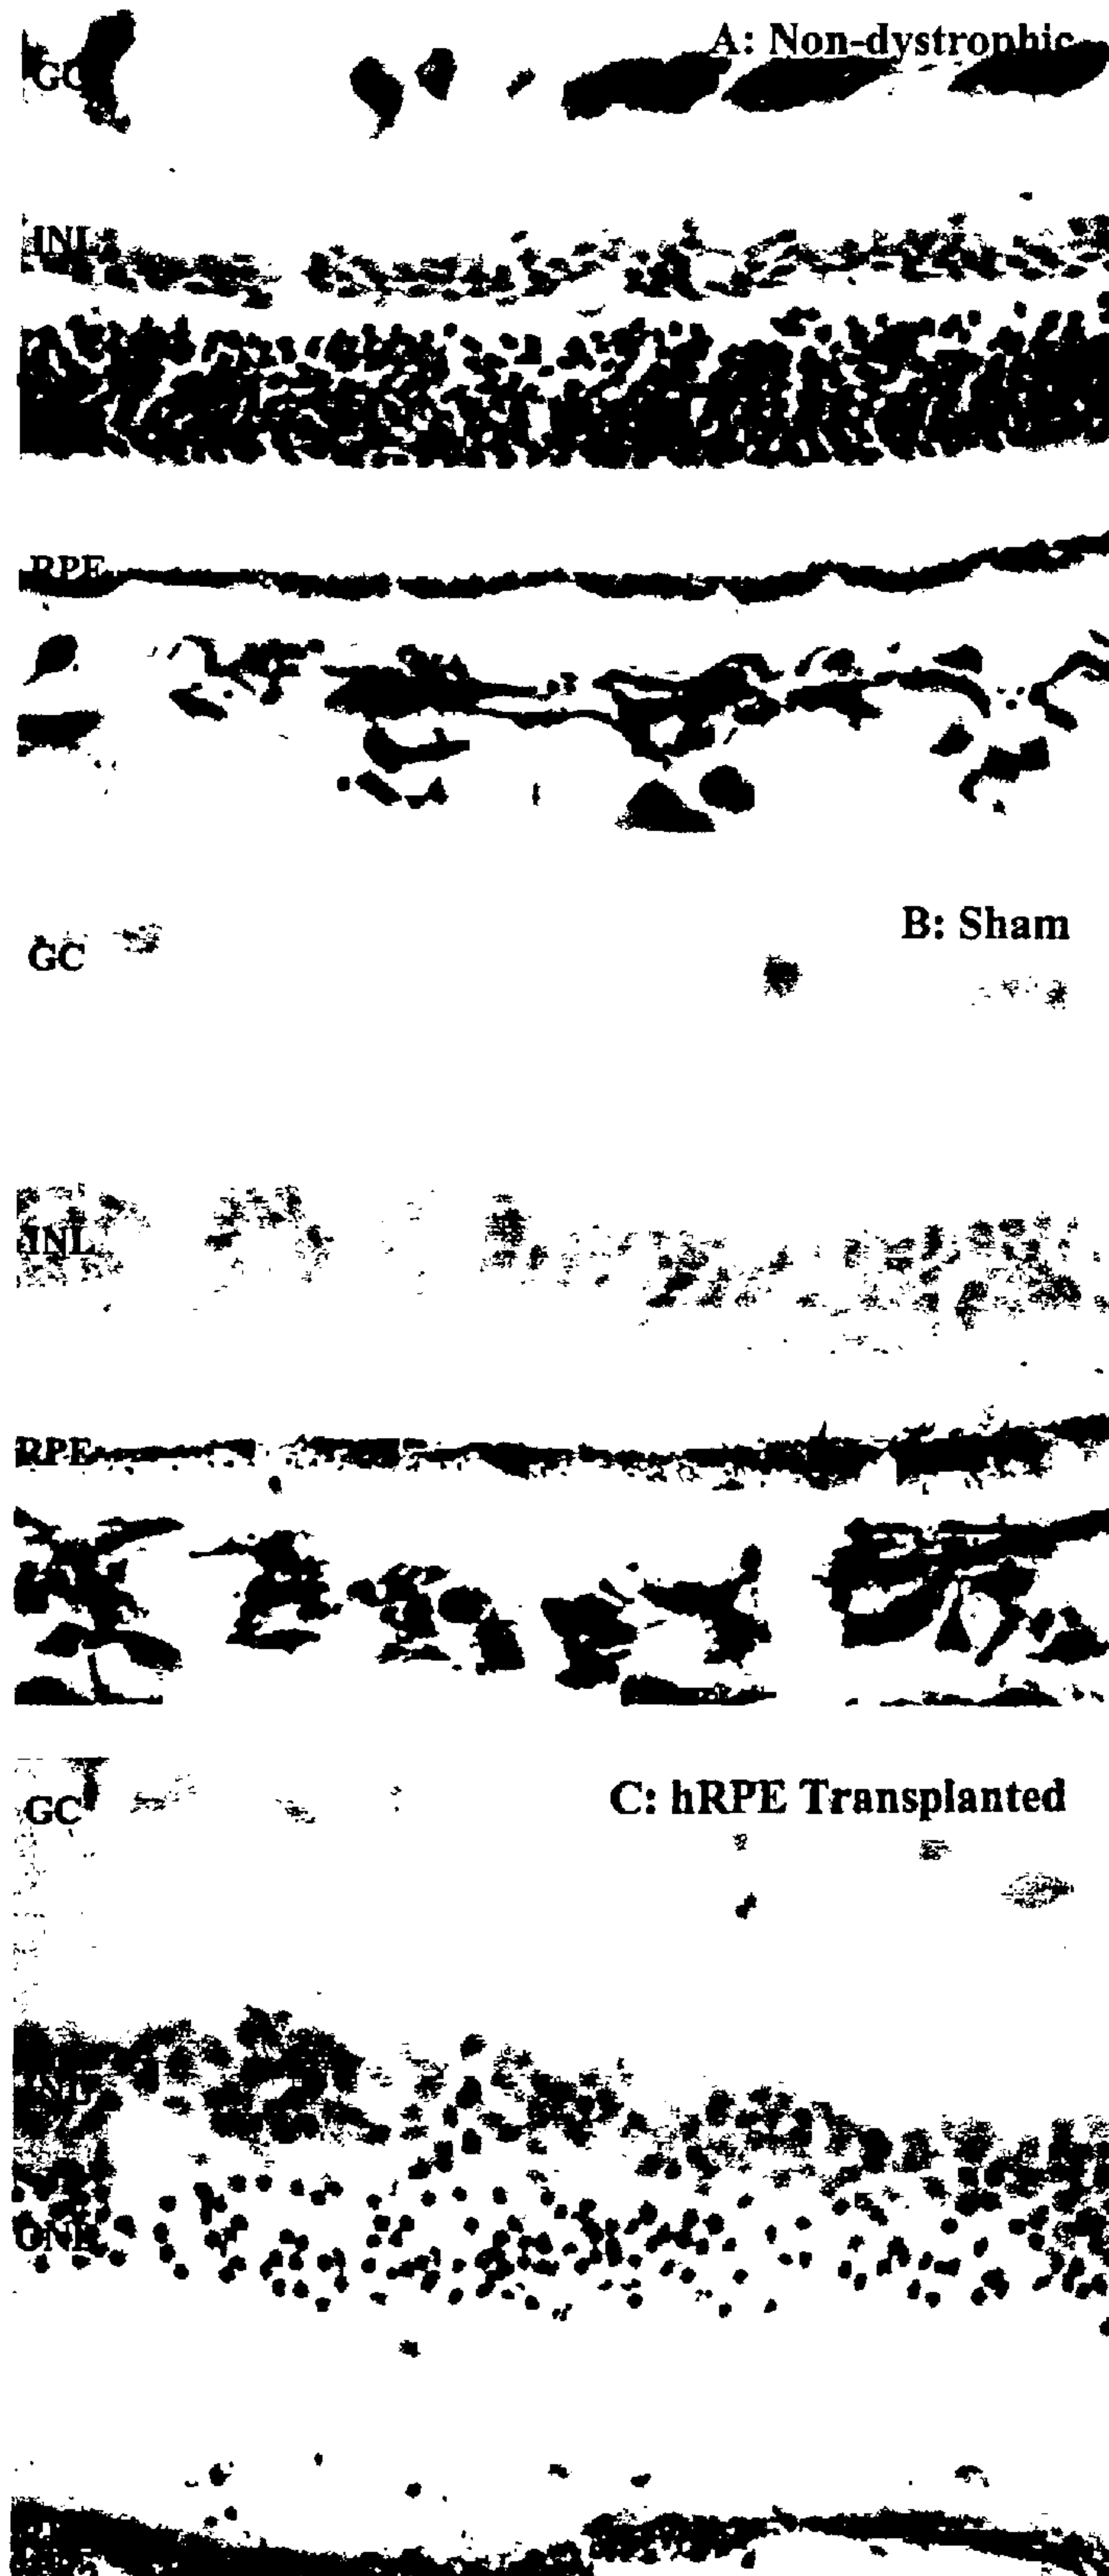 A: Non-dystrophic
GC
INL
RPE
B: Sham
GC
INL
RPE
C: hRPE Transplanted
GC
INL
ONL